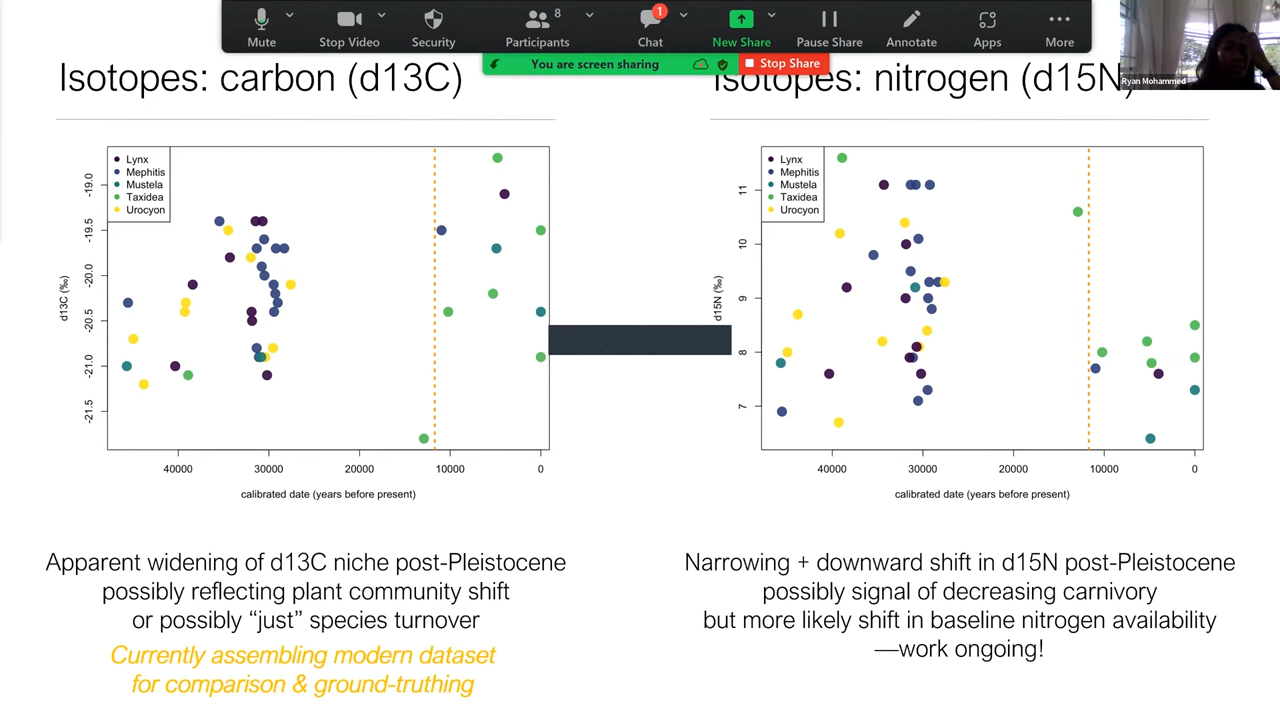 Mute
Stop Video
Security
Participants
8
Chat
1
New Share
Pause Share
Annotate
Apps
More
You are screen sharing
Stop Share
Ryan Mohammed
Isotopes: carbon (d13C)
Lynx
Mephitis
Mustela
Taxidea
Urocyon
d13C (‰)
-19.0
-19.5
-20.0
-20.5
-21.0
-21.5
40000
30000
20000
10000
0
calibrated date (years before present)
Apparent widening of d13C niche post-Pleistocene
possibly reflecting plant community shift
or possibly “just” species turnover
Currently assembling modern dataset
for comparison & ground-truthing
Isotopes: nitrogen (d15N)
Lynx
Mephitis
Mustela
Taxidea
Urocyon
d15N (‰)
11
10
9
8
7
40000
30000
20000
10000
0
calibrated date (years before present)
Narrowing + downward shift in d15N post-Pleistocene
possibly signal of decreasing carnivory
but more likely shift in baseline nitrogen availability
—work ongoing!